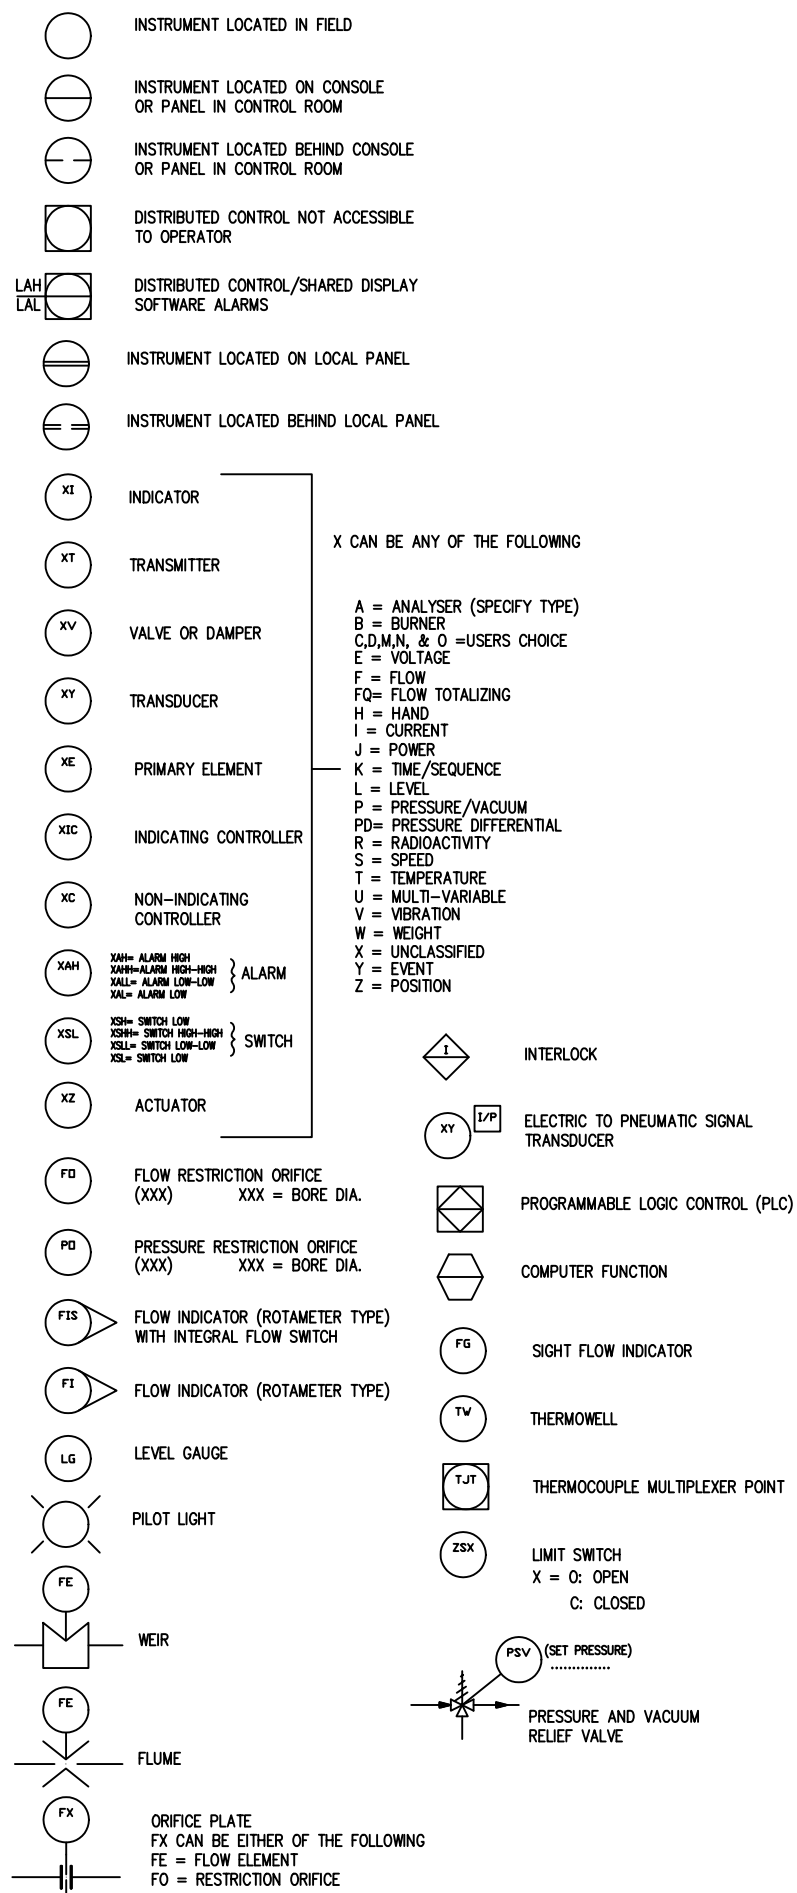 INSTRUMENT LOCATED IN FIELD
INSTRUMENT LOCATED ON CONSOLE
OR PANEL IN CONTROL ROOM
INSTRUMENT LOCATED BEHIND CONSOLE
OR PANEL IN CONTROL ROOM
DISTRIBUTED CONTROL NOT ACCESSIBLE
TO OPERATOR
LAH
LAL
DISTRIBUTED CONTROL/SHARED DISPLAY
SOFTWARE ALARMS
INSTRUMENT LOCATED ON LOCAL PANEL
INSTRUMENT LOCATED BEHIND LOCAL PANEL
XI
INDICATOR
XT
TRANSMITTER
XV
VALVE OR DAMPER
XY
TRANSDUCER
XE
PRIMARY ELEMENT
XIC
INDICATING CONTROLLER
XC
NON-INDICATING
CONTROLLER
XAH
XAH= ALARM HIGH
XAHH=ALARM HIGH-HIGH
XALL= ALARM LOW-LOW
XAL= ALARM LOW
ALARM
XSL
XSH= SWITCH LOW
XSHH= SWITCH HIGH-HIGH
XSLL= SWITCH LOW-LOW
XSL= SWITCH LOW
SWITCH
XZ
ACTUATOR
X CAN BE ANY OF THE FOLLOWING
A = ANALYSER (SPECIFY TYPE)
B = BURNER
C,D,M,N, & O =USERS CHOICE
E = VOLTAGE
F = FLOW
FQ= FLOW TOTALIZING
H = HAND
I = CURRENT
J = POWER
K = TIME/SEQUENCE
L = LEVEL
P = PRESSURE/VACUUM
PD= PRESSURE DIFFERENTIAL
R = RADIOACTIVITY
S = SPEED
T = TEMPERATURE
U = MULTI-VARIABLE
V = VIBRATION
W = WEIGHT
X = UNCLASSIFIED
Y = EVENT
Z = POSITION
FO
FLOW RESTRICTION ORIFICE
(XXX) XXX = BORE DIA.
PO
PRESSURE RESTRICTION ORIFICE
(XXX) XXX = BORE DIA.
FIS
FLOW INDICATOR (ROTAMETER TYPE)
WITH INTEGRAL FLOW SWITCH
FI
FLOW INDICATOR (ROTAMETER TYPE)
LG
LEVEL GAUGE
PILOT LIGHT
FE
WEIR
FE
FLUME
FX
ORIFICE PLATE
FX CAN BE EITHER OF THE FOLLOWING
FE = FLOW ELEMENT
FO = RESTRICTION ORIFICE
I
INTERLOCK
XY
I/P
ELECTRIC TO PNEUMATIC SIGNAL
TRANSDUCER
PROGRAMMABLE LOGIC CONTROL (PLC)
COMPUTER FUNCTION
FG
SIGHT FLOW INDICATOR
TW
THERMOWELL
TJT
THERMOCOUPLE MULTIPLEXER POINT
ZSX
LIMIT SWITCH
X = O: OPEN
C: CLOSED
PSV
(SET PRESSURE)
..............
PRESSURE AND VACUUM
RELIEF VALVE